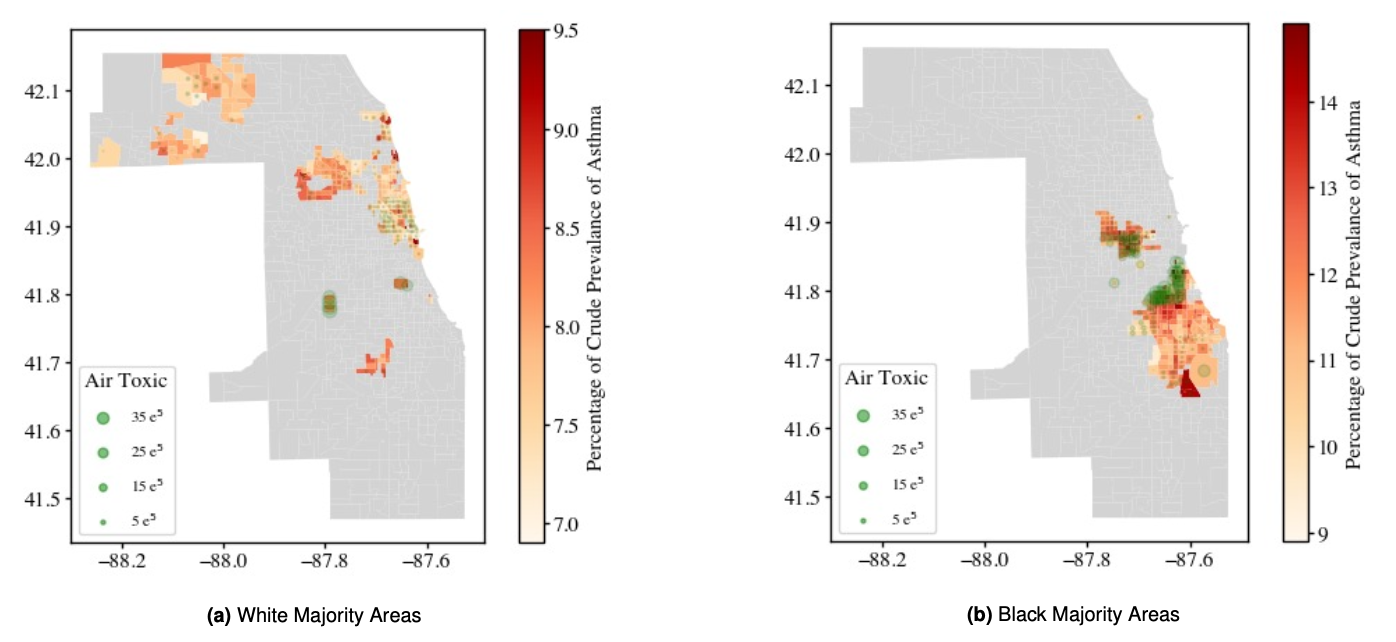 42.1
42.0
41.9
41.8
41.7
41.6
41.5
−88.2 −88.0 −87.8 −87.6
Air Toxic
35 e⁵
25 e⁵
15 e⁵
5 e⁵
9.5
9.0
8.5
8.0
7.5
7.0
Percentage of Crude Prevalance of Asthma
(a) White Majority Areas
42.1
42.0
41.9
41.8
41.7
41.6
41.5
−88.2 −88.0 −87.8 −87.6
Air Toxic
35 e⁵
25 e⁵
15 e⁵
5 e⁵
14
13
12
11
10
9
Percentage of Crude Prevalance of Asthma
(b) Black Majority Areas